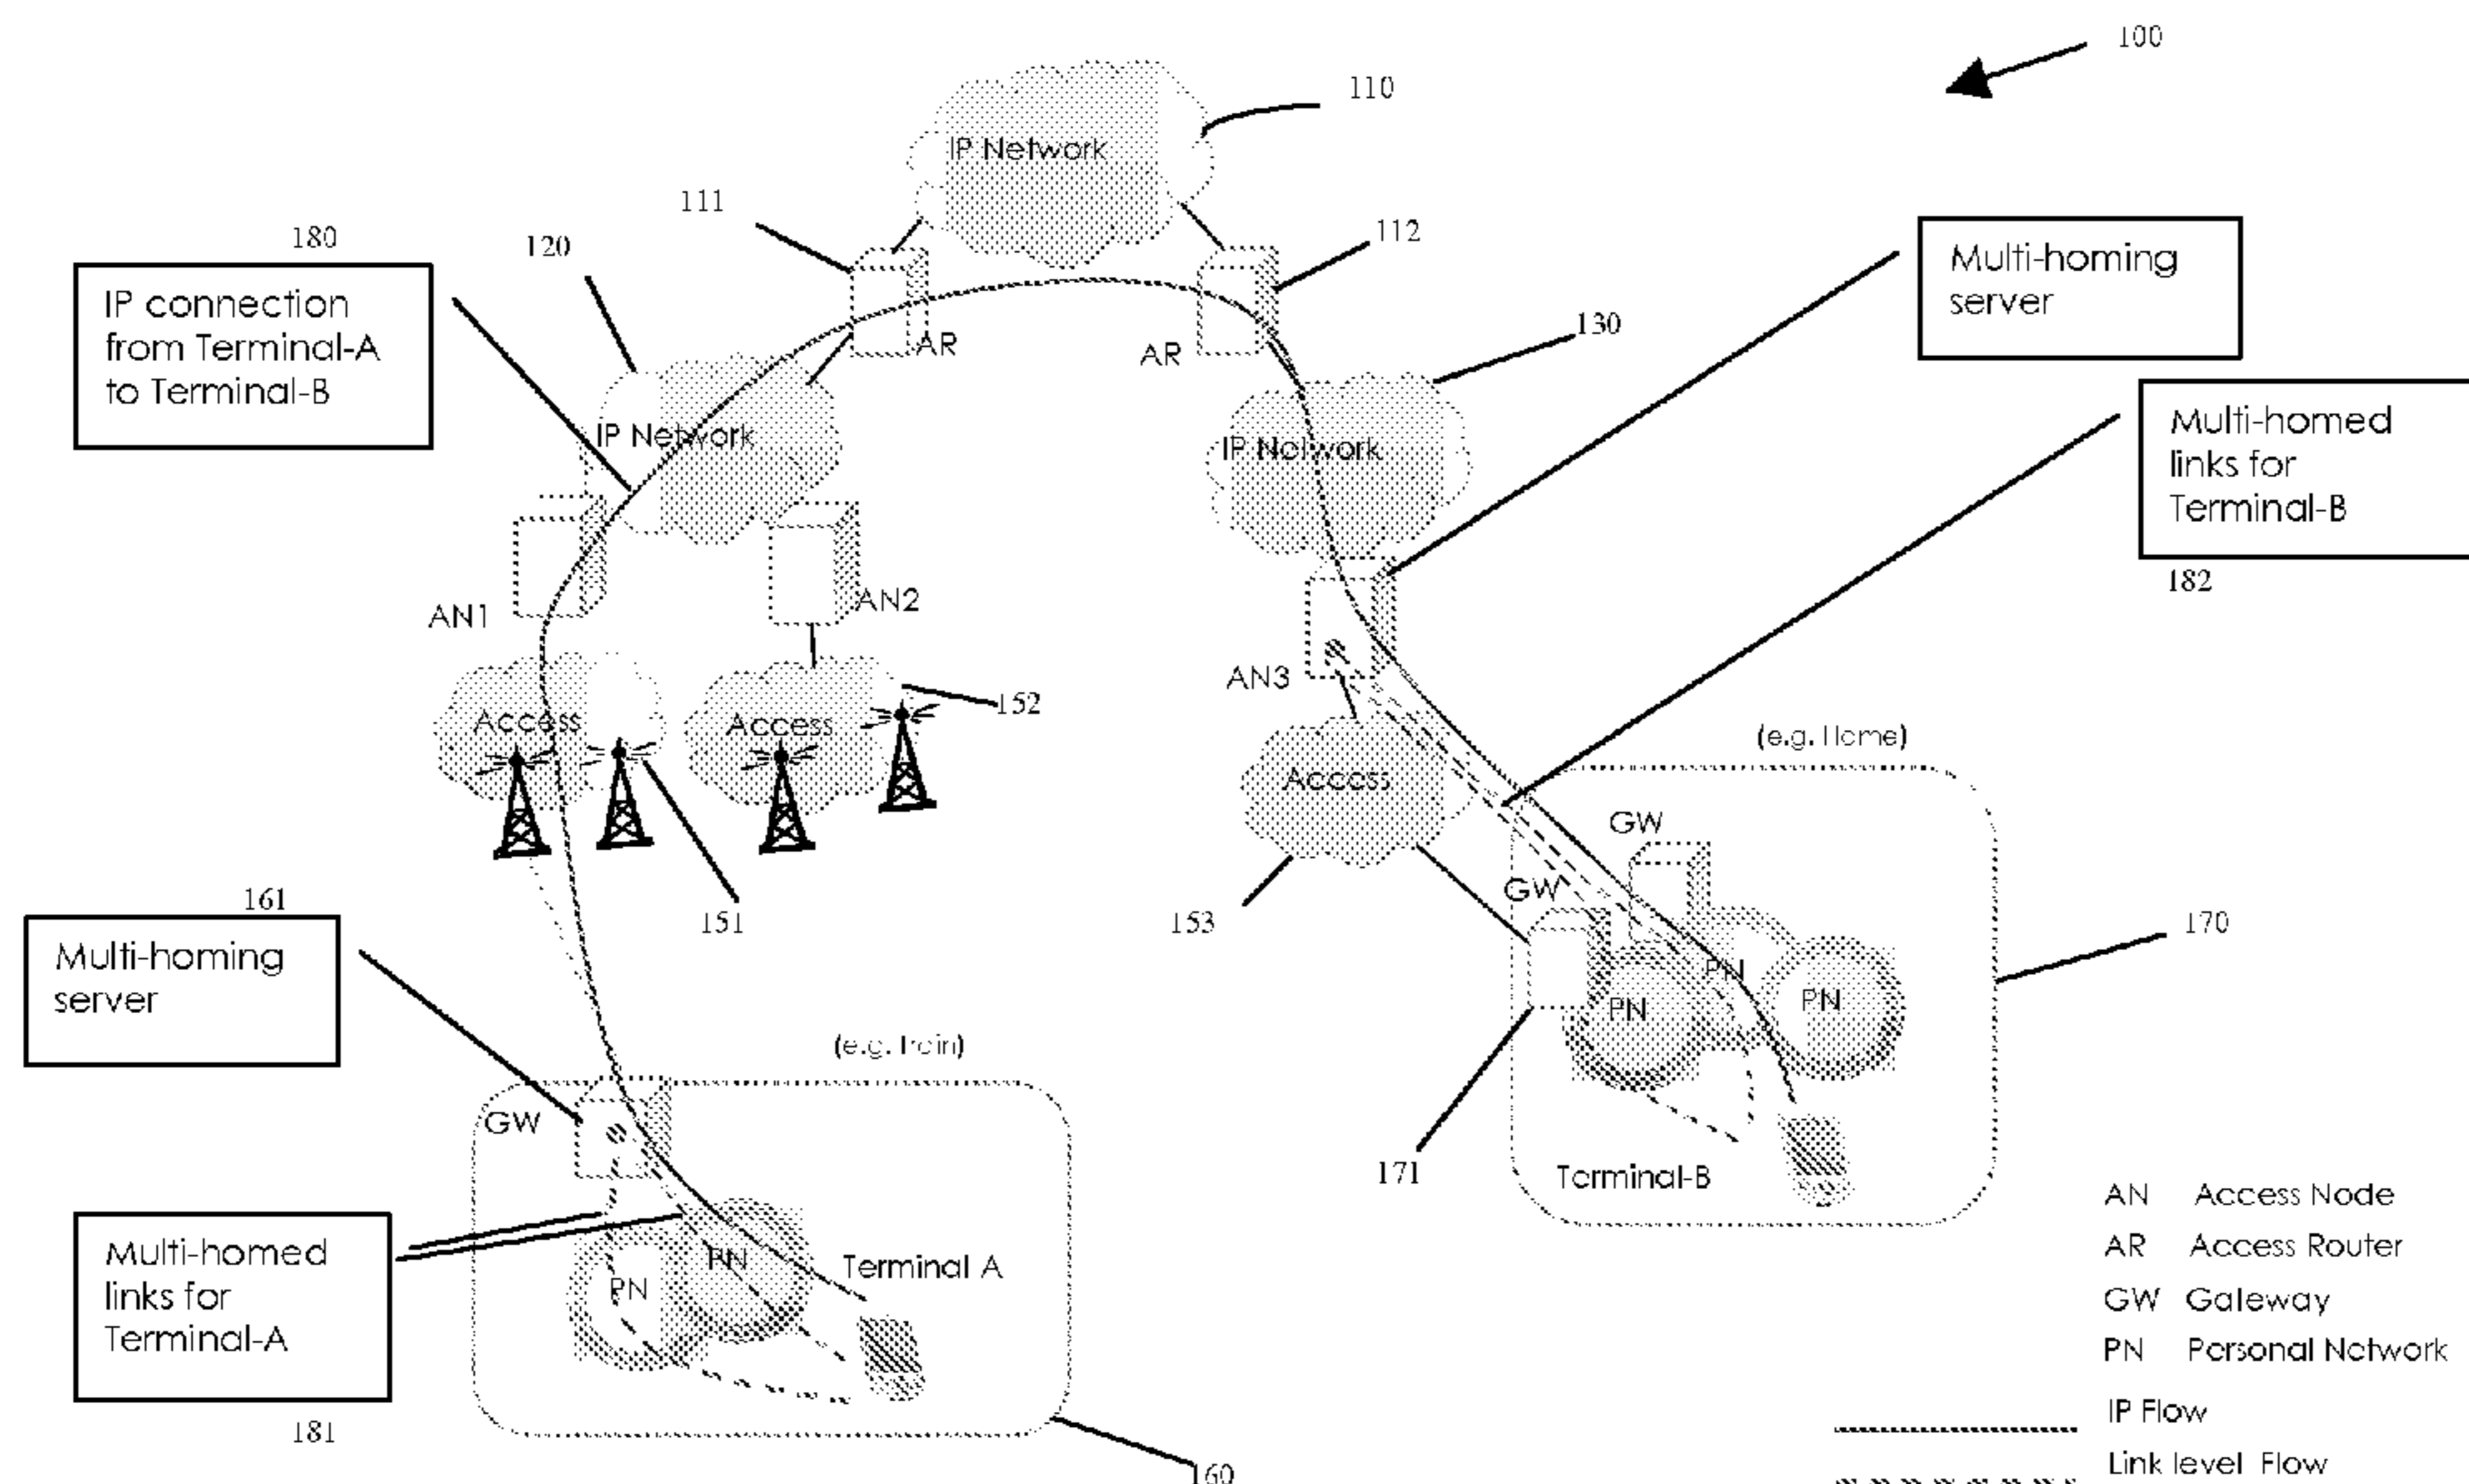 100
110
IP Network
111
112
180
120
IP connection
from Terminal-A
to Terminal-B
AR
AR
130
Multi-homing
server
IP Network
IP Network
Multi-homed
links for
Terminal-B
182
AN1
AN2
AN3
Access
Access
152
Access
(e.g. Home)
GW
GW
151
153
170
161
Multi-homing
server
PN
PN
PN
(e.g. Train)
GW
171
Terminal-B
Multi-homed
links for
Terminal-A
181
PN
PN
Terminal A
160
AN Access Node
AR Access Router
GW Gateway
PN Personal Network
IP Flow
Link level Flow